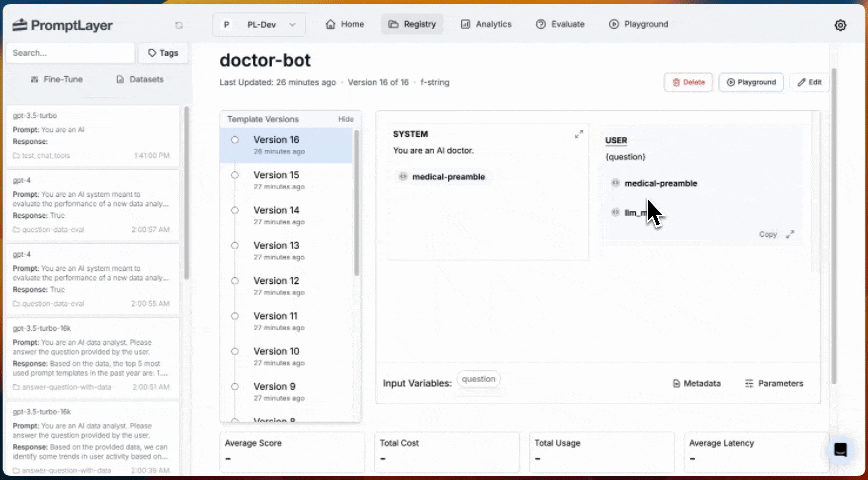 PromptLayer
P PL-Dev
Home
Registry
Analytics
Evaluate
Playground
Search...
Tags
Fine-Tune
Datasets
gpt-3.5-turbo
Prompt: You are an AI
Response:
test_chat_tools
1:41:00 PM
gpt-4
Prompt: You are an AI system meant to
evaluate the performance of a new data analy...
Response: True
question-data-eval
2:00:57 AM
gpt-4
Prompt: You are an AI system meant to
evaluate the performance of a new data analy...
Response: True
question-data-eval
2:00:55 AM
gpt-3.5-turbo-16k
Prompt: You are an AI data analyst. Please
answer the question provided by the user.
Response: Based on the data, the top 5 most
used prompt templates in the past year are: 1....
answer-question-with-data
2:00:51 AM
gpt-3.5-turbo-16k
Prompt: You are an AI data analyst. Please
answer the question provided by the user.
Response: Based on the provided data, we can
identify some trends in user activity based on...
answer-question-with-data
2:00:39 AM
doctor-bot
Last Updated: 26 minutes ago · Version 16 of 16 · f-string
Delete
Playground
Edit
Template Versions
Hide
Version 16
26 minutes ago
Version 15
27 minutes ago
Version 14
27 minutes ago
Version 13
27 minutes ago
Version 12
27 minutes ago
Version 11
27 minutes ago
Version 10
27 minutes ago
Version 9
27 minutes ago
Version 8
SYSTEM
You are an AI doctor.
medical-preamble
USER
{question}
medical-preamble
Copy
Input Variables:
question
Metadata
Parameters
Average Score
-
Total Cost
-
Total Usage
-
Average Latency
-